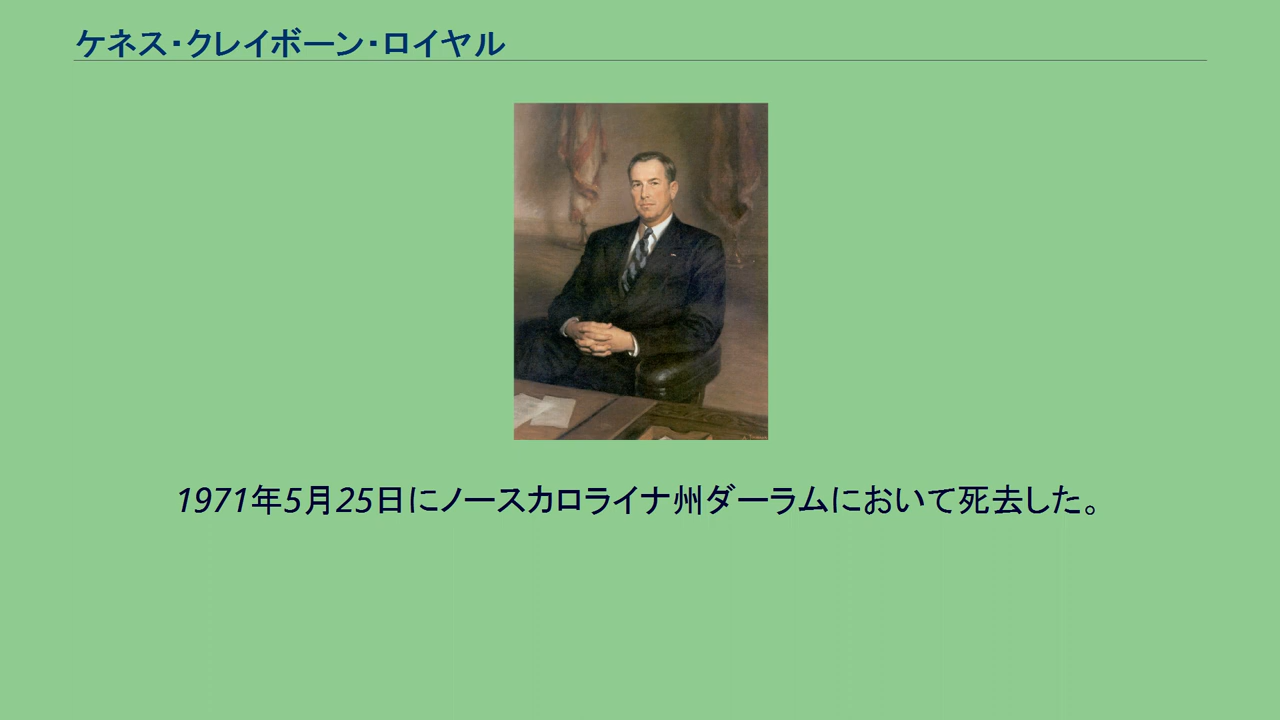 ケネス・クレイボーン・ロイヤル
1971年5月25日にノースカロライナ州ダーラムにおいて死去した。